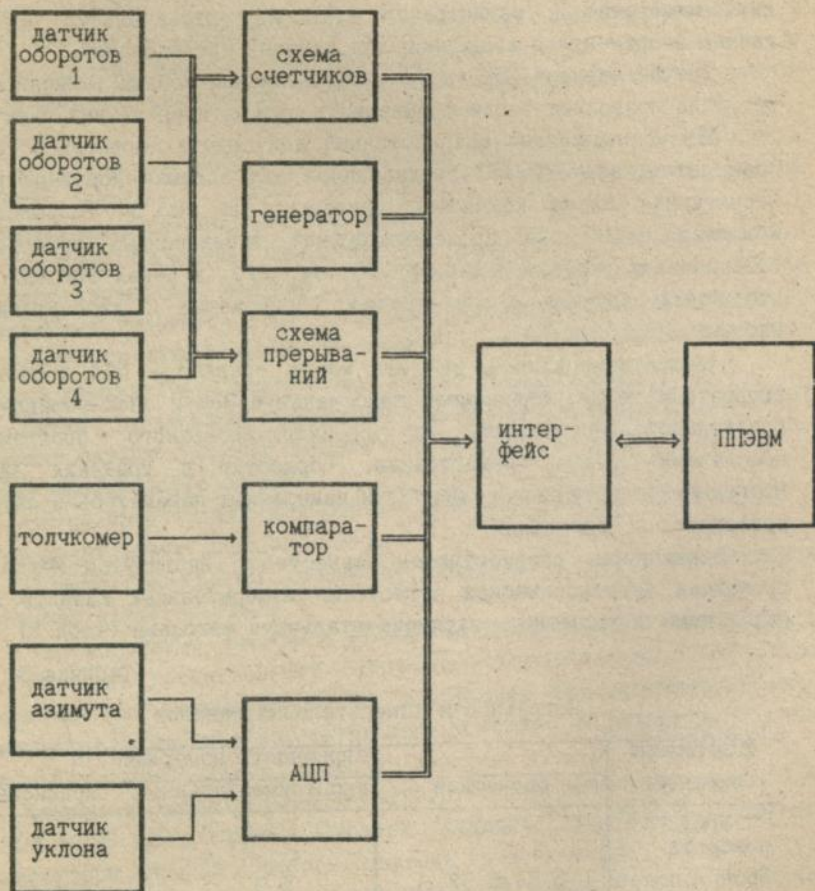 датчик
оборотов
1
датчик
оборотов
2
датчик
оборотов
3
датчик
оборотов
4
толчкомер
датчик
азимута
датчик
уклона
схема
счетчиков
генератор
схема
прерыва-
ний
компара-
тор
АЦП
интер-
фейс
ППЭВМ